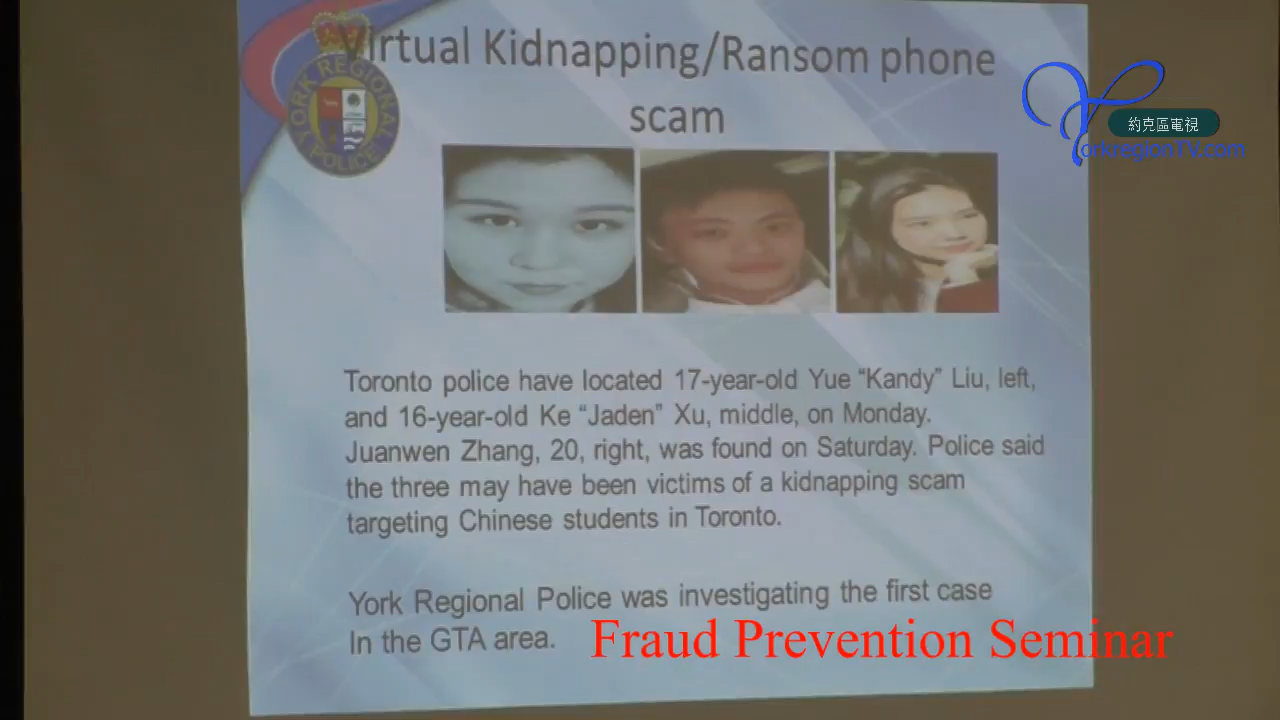 Virtual Kidnapping/Ransom phone
scam
YORK REGIONAL
POLICE
約克區電視
YorkregionTV.com
Toronto police have located 17-year-old Yue “Kandy” Liu, left,
and 16-year-old Ke “Jaden” Xu, middle, on Monday.
Juanwen Zhang, 20, right, was found on Saturday. Police said
the three may have been victims of a kidnapping scam
targeting Chinese students in Toronto.
York Regional Police was investigating the first case
In the GTA area.
Fraud Prevention Seminar